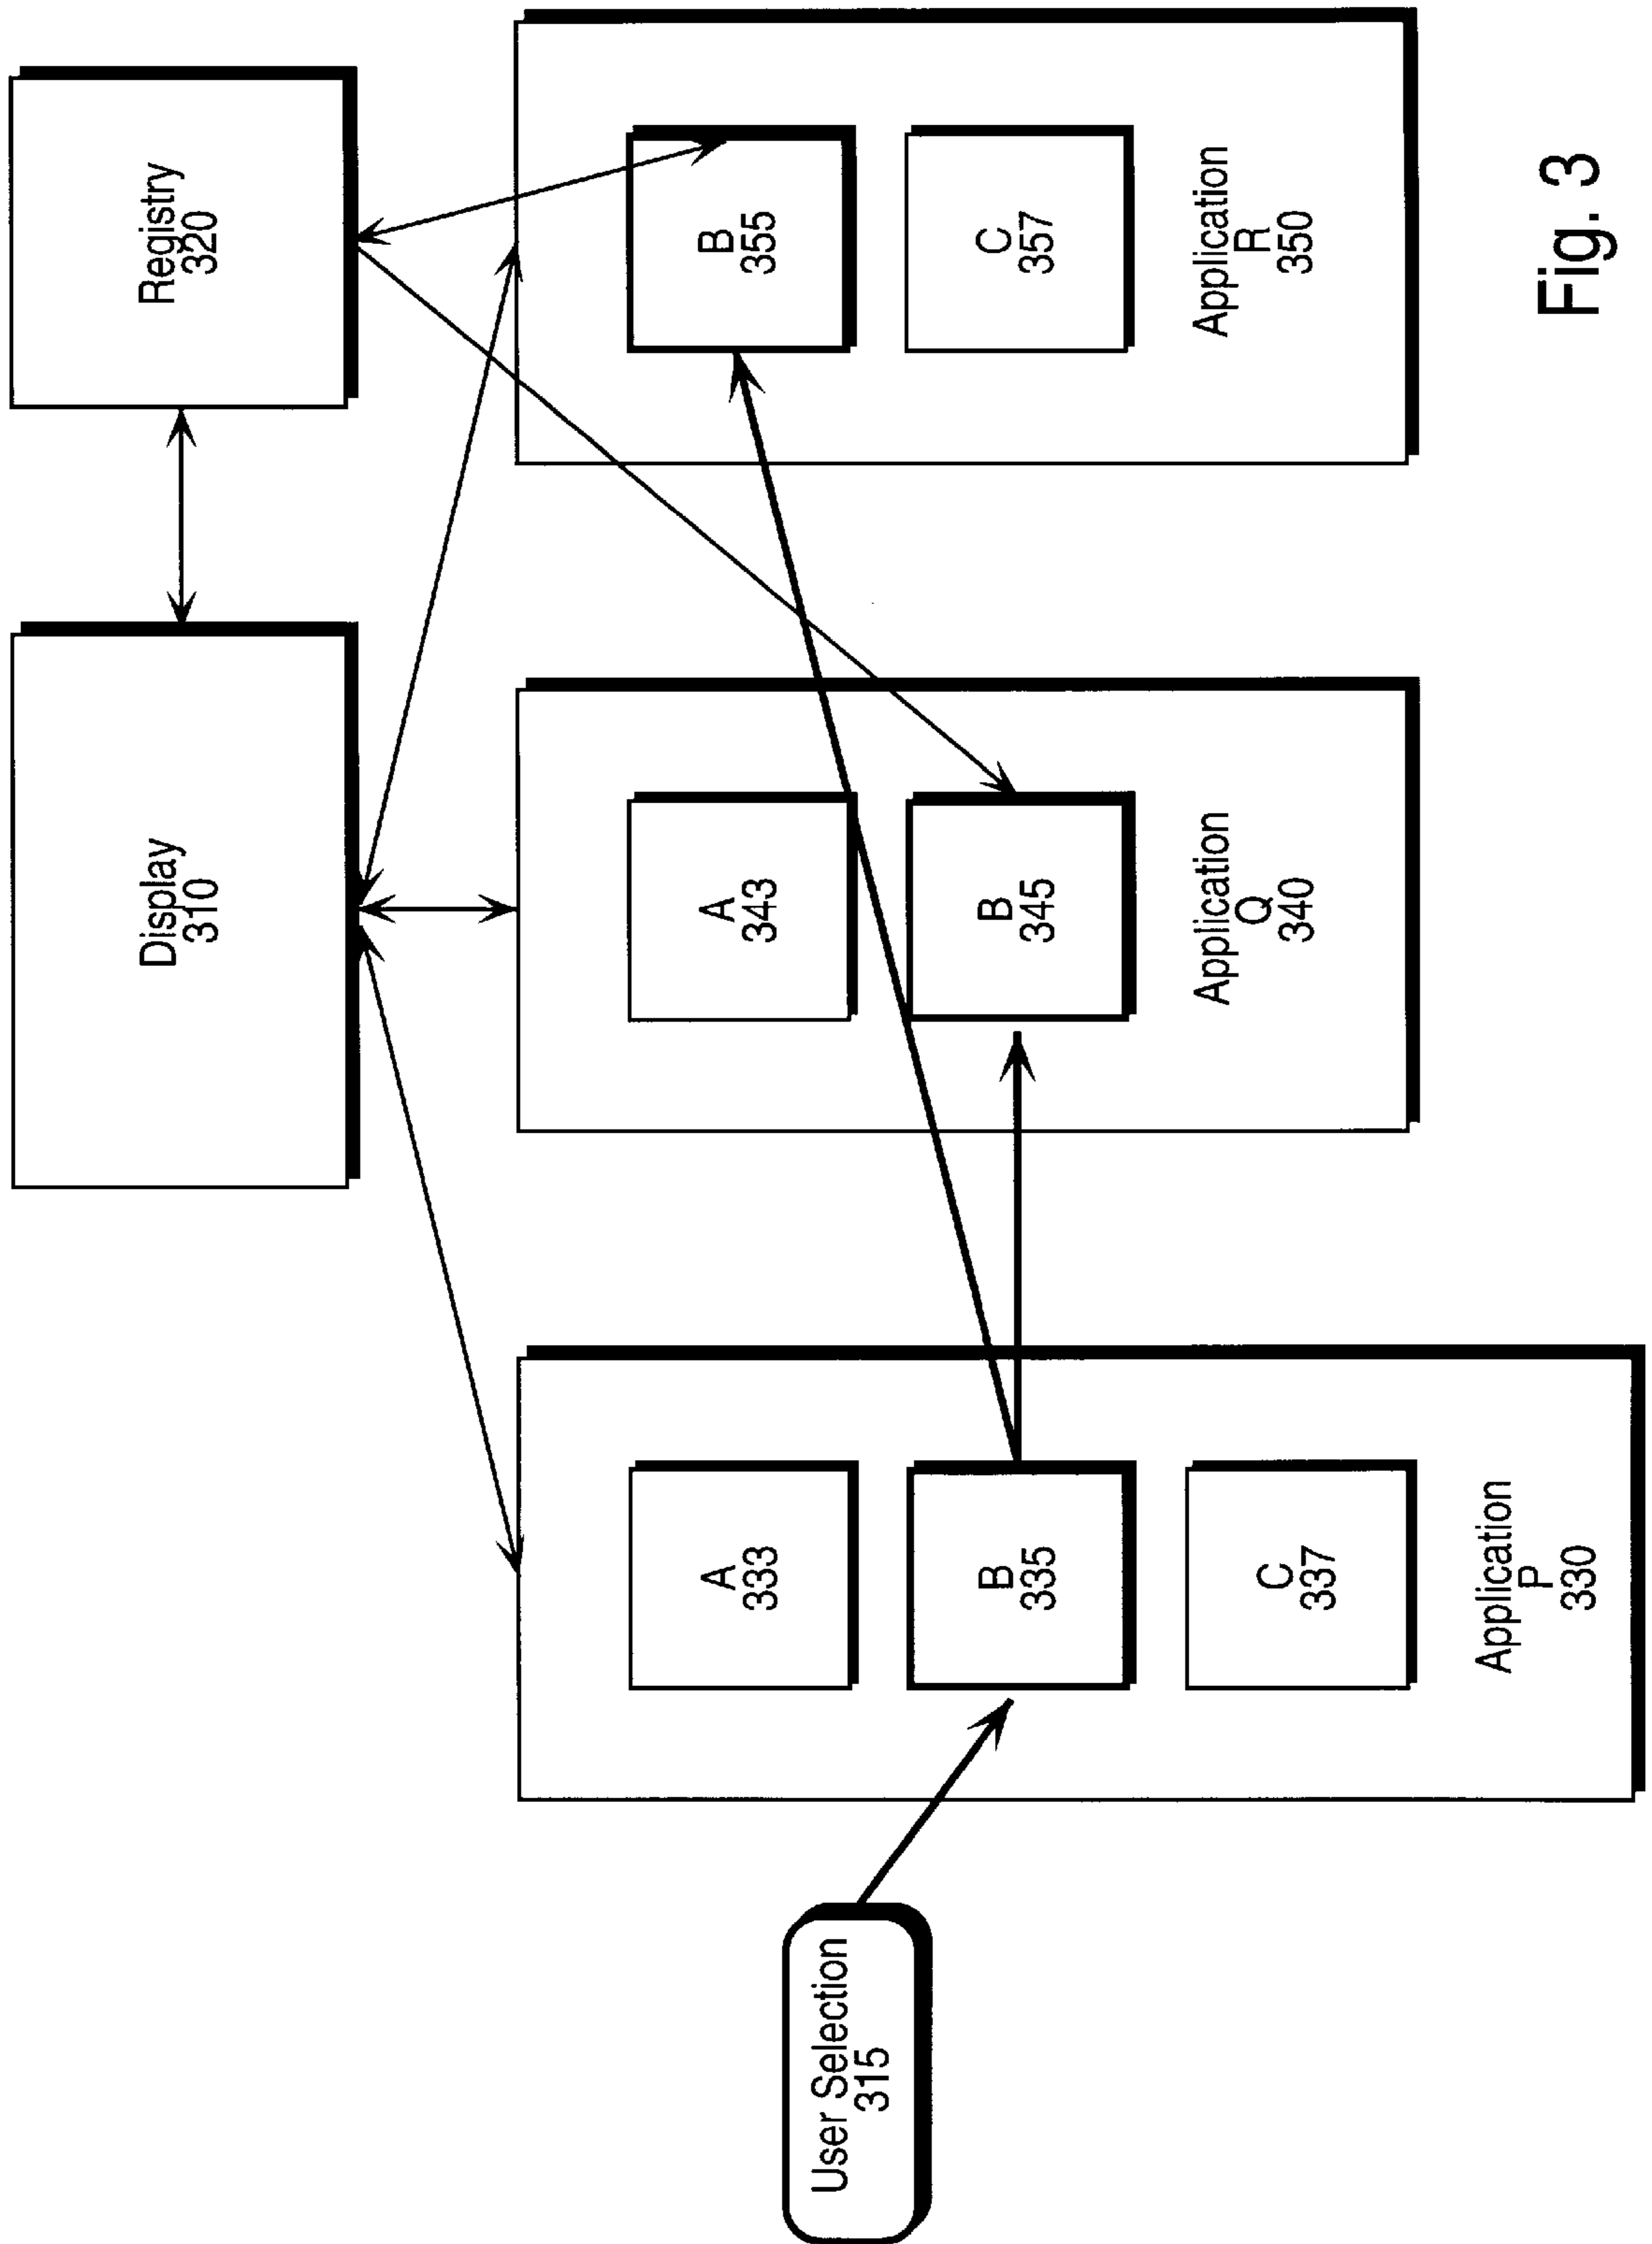 Display
310
Registry
320
User Selection
315
A
333
B
335
C
337
Application
P
330
A
343
B
345
Application
Q
340
B
355
C
357
Application
R
350
Fig. 3